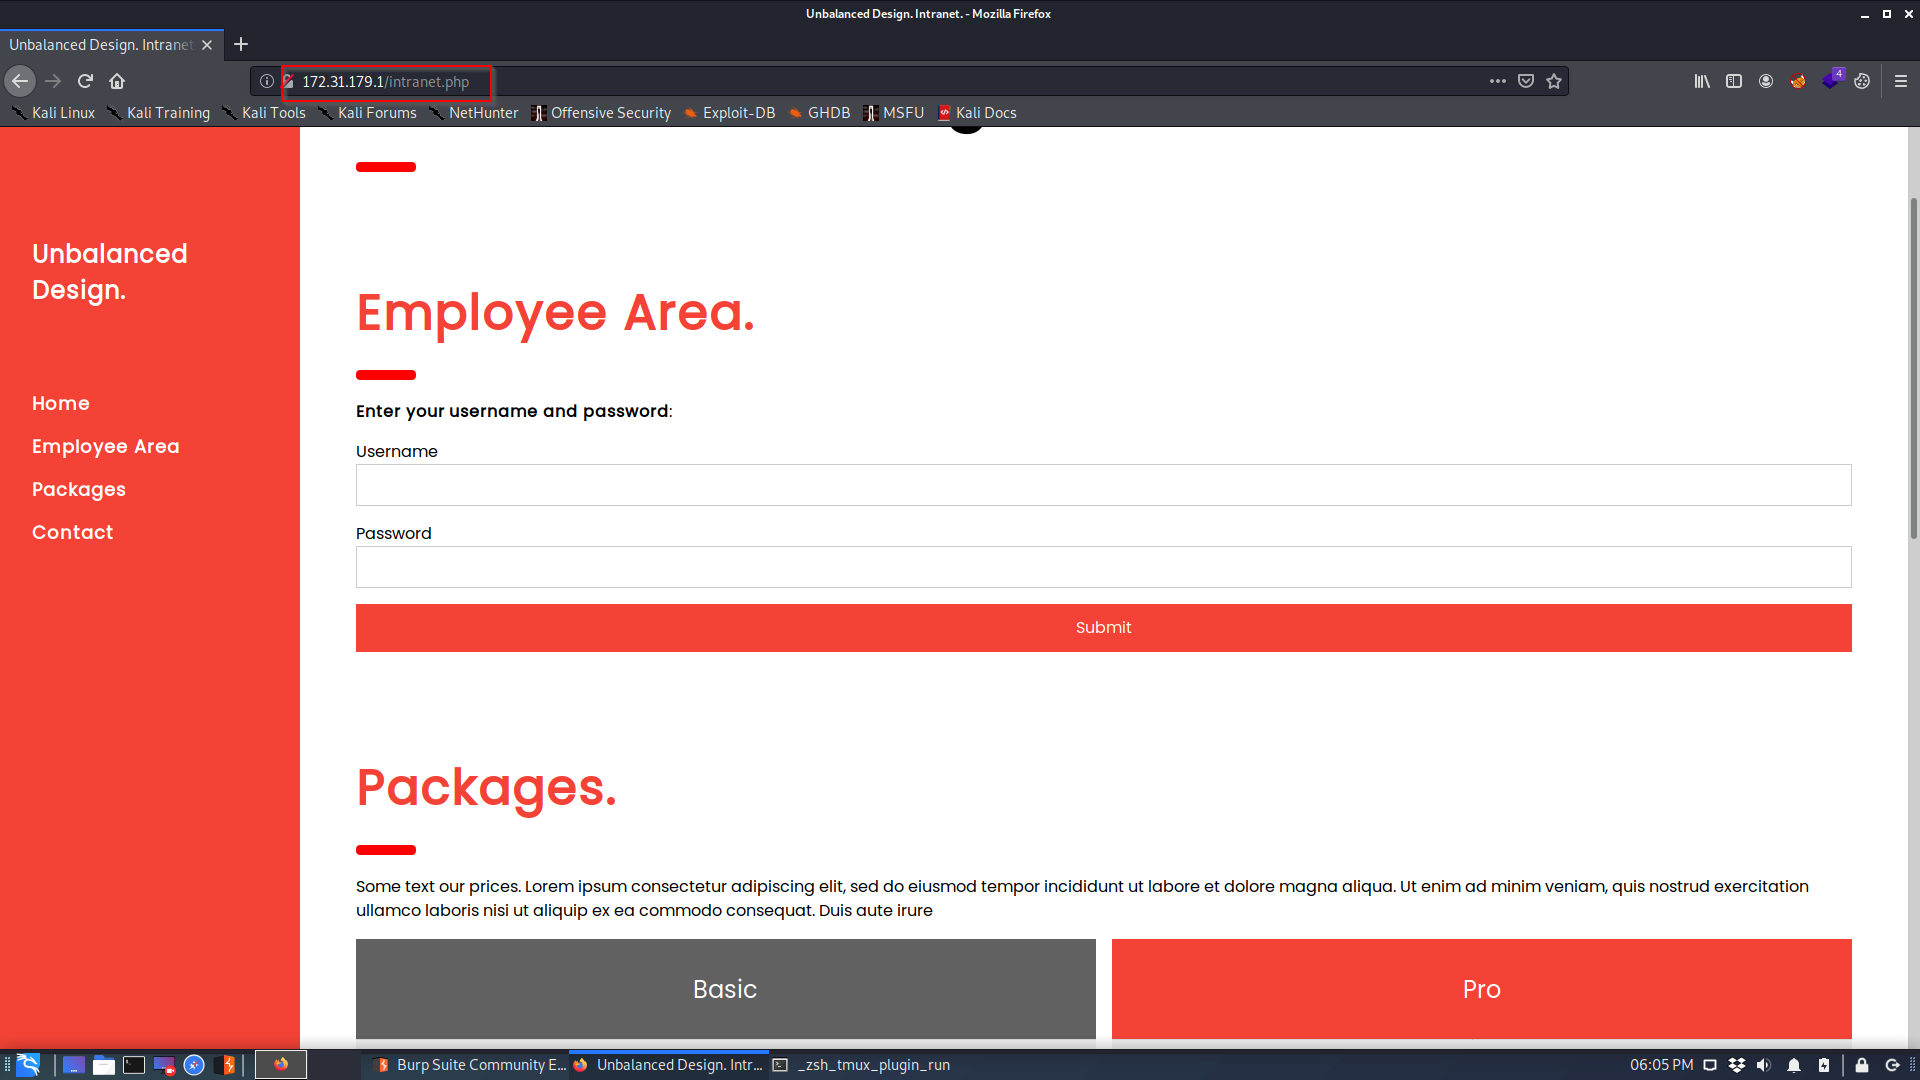 Unbalanced Design. Intranet. - Mozilla Firefox
Unbalanced Design. Intranet
172.31.179.1/intranet.php
4
Kali Linux Kali Training Kali Tools Kali Forums NetHunter Offensive Security Exploit-DB GHDB MSFU Kali Docs
Unbalanced
Design.
Home
Employee Area
Packages
Contact
Employee Area.
Enter your username and password:
Username
Password
Submit
Packages.
Some text our prices. Lorem ipsum consectetur adipiscing elit, sed do eiusmod tempor incididunt ut labore et dolore magna aliqua. Ut enim ad minim veniam, quis nostrud exercitation
ullamco laboris nisi ut aliquip ex ea commodo consequat. Duis aute irure
Basic
Pro
Burp Suite Community E... Unbalanced Design. Intr... _zsh_tmux_plugin_run 06:05 PM